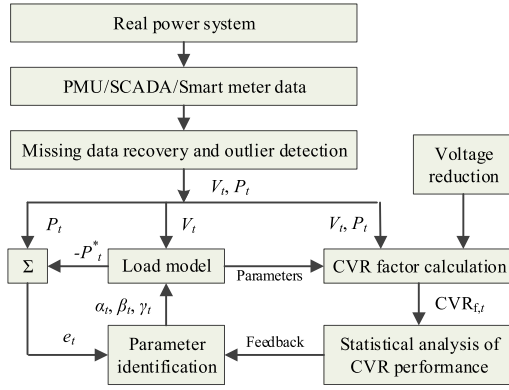 Real power system
PMU/SCADA/Smart meter data
Missing data recovery and outlier detection
Voltage
reduction
Vt, Pt
Pt
Vt
Vt, Pt
Σ
-P*t
Load model
Parameters
CVR factor calculation
αt, βt, γt
CVRf,t
et
Parameter
identification
Feedback
Statistical analysis of
CVR performance